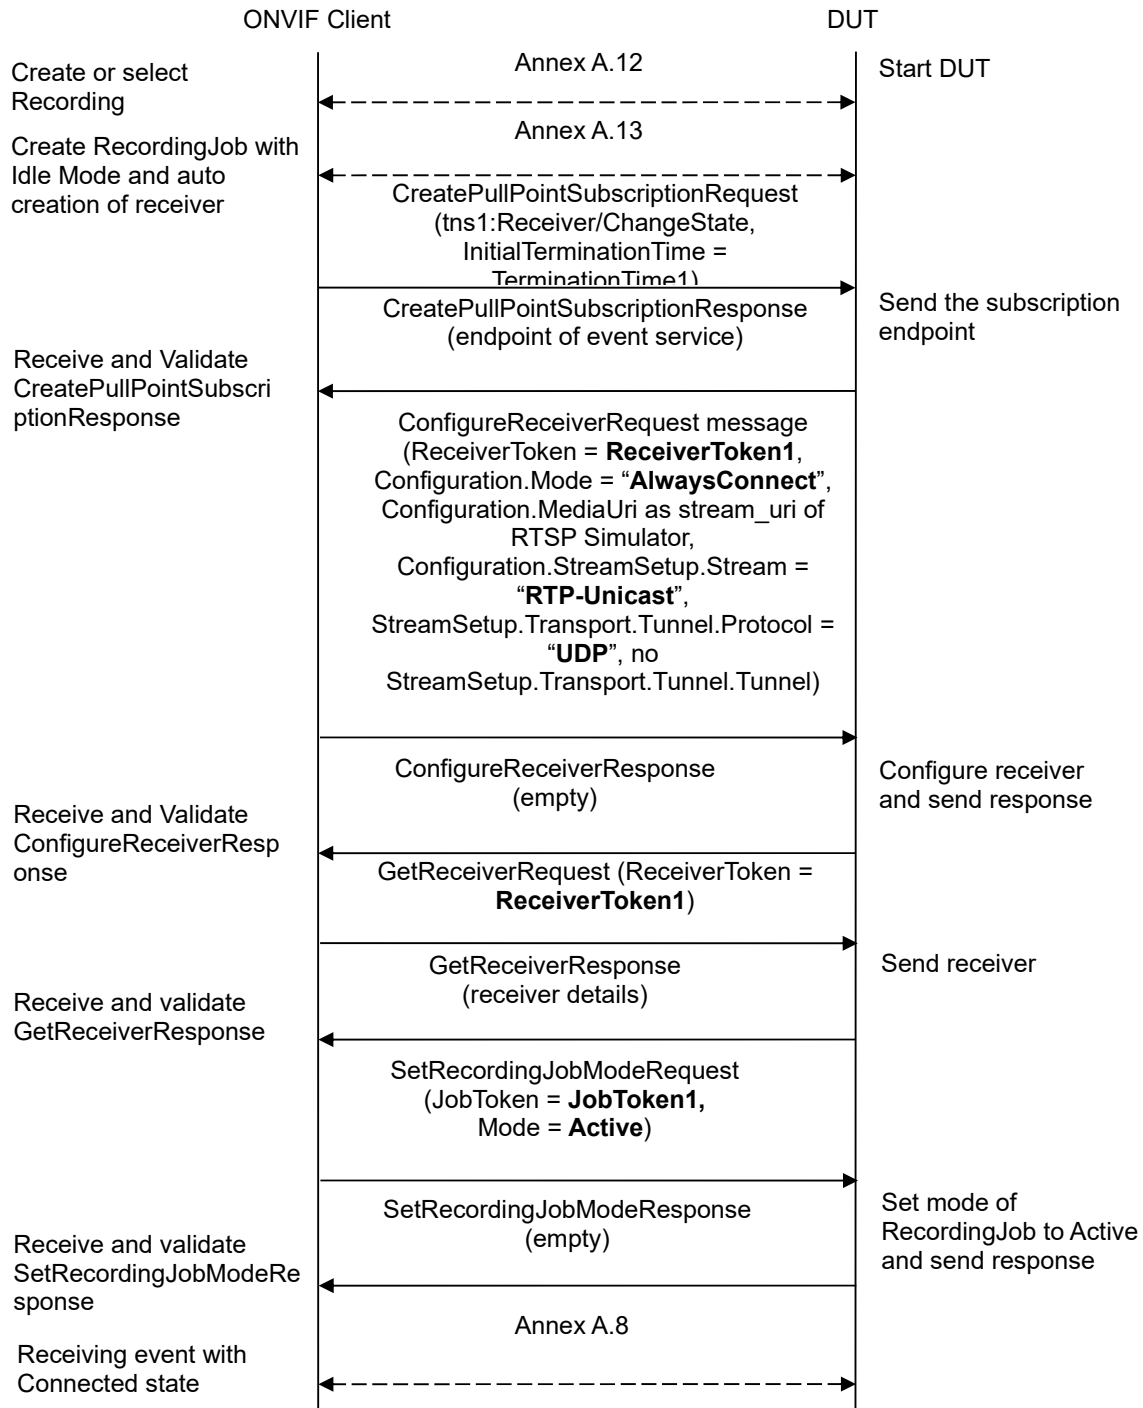 ONVIF Client
DUT
Annex A.12
Start DUT
Create or select
Recording
Annex A.13
Create RecordingJob with
Idle Mode and auto
creation of receiver
CreatePullPointSubscriptionRequest
(tns1:Receiver/ChangeState,
InitialTerminationTime =
TerminationTime1)
Send the subscription
endpoint
CreatePullPointSubscriptionResponse
(endpoint of event service)
Receive and Validate
CreatePullPointSubscri
ptionResponse
ConfigureReceiverRequest message
(ReceiverToken = ReceiverToken1,
Configuration.Mode = “AlwaysConnect”,
Configuration.MediaUri as stream_uri of
RTSP Simulator,
Configuration.StreamSetup.Stream =
“RTP-Unicast”,
StreamSetup.Transport.Tunnel.Protocol =
“UDP”, no
StreamSetup.Transport.Tunnel.Tunnel)
ConfigureReceiverResponse
(empty)
Configure receiver
and send response
Receive and Validate
ConfigureReceiverResp
onse
GetReceiverRequest (ReceiverToken =
ReceiverToken1)
Send receiver
GetReceiverResponse
(receiver details)
Receive and validate
GetReceiverResponse
SetRecordingJobModeRequest
(JobToken = JobToken1,
Mode = Active)
Set mode of
RecordingJob to Active
and send response
SetRecordingJobModeResponse
(empty)
Receive and validate
SetRecordingJobModeRe
sponse
Annex A.8
Receiving event with
Connected state